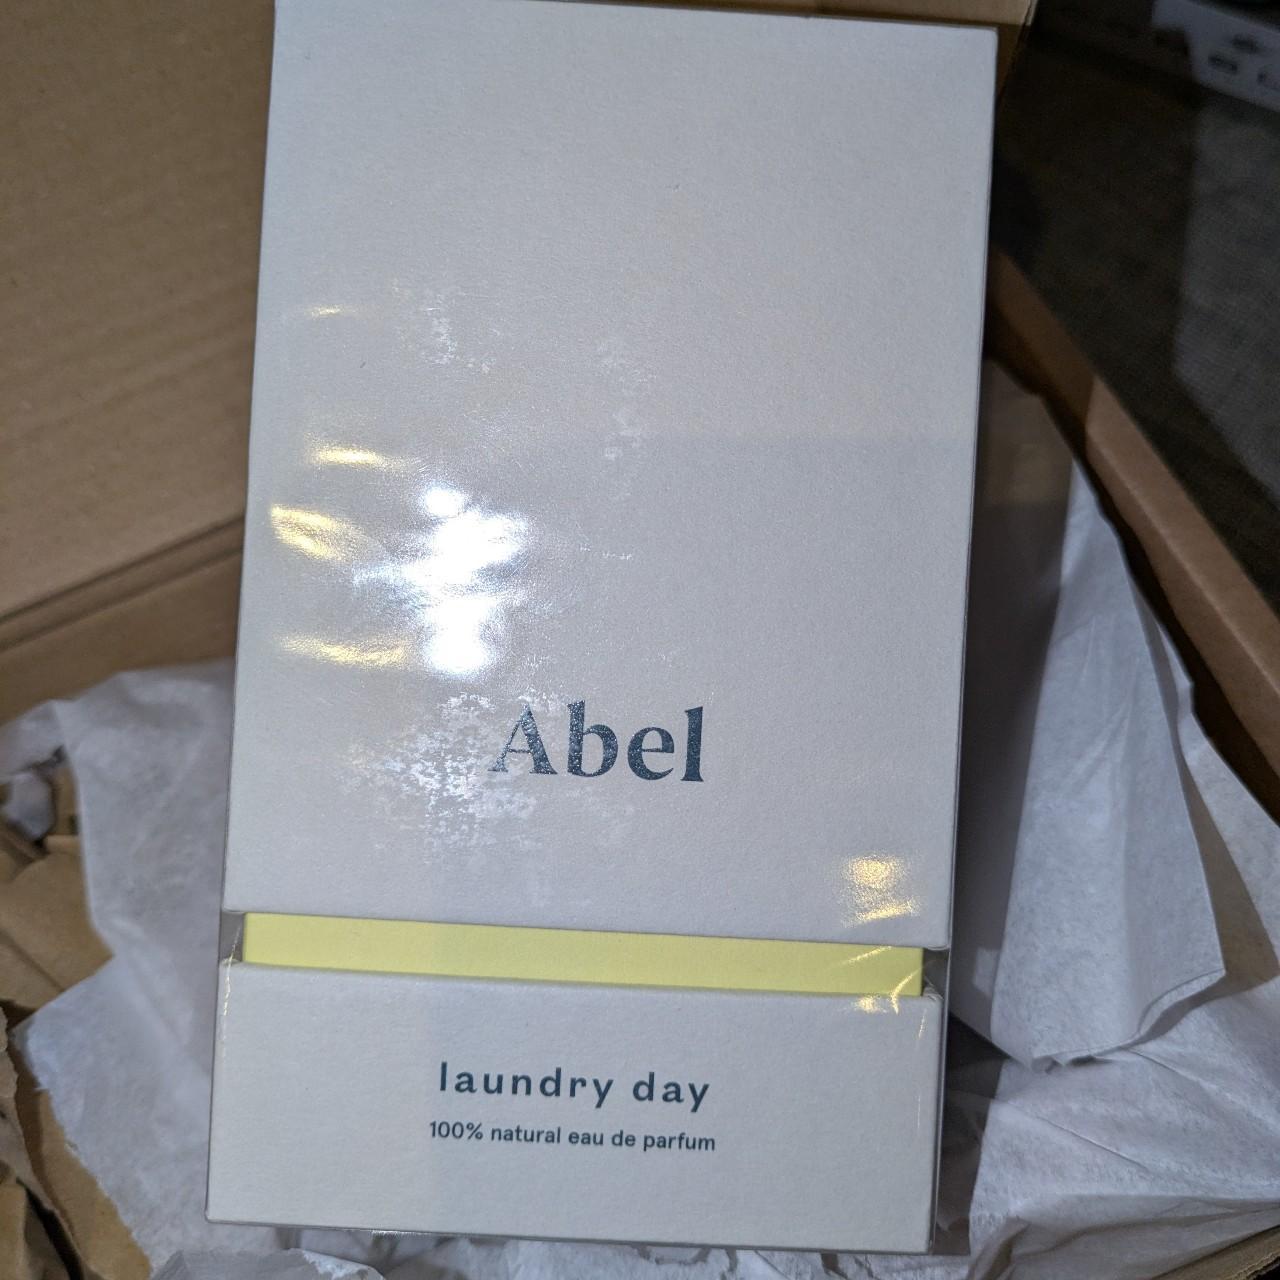 Abel
laundry day
100% natural eau de parfum